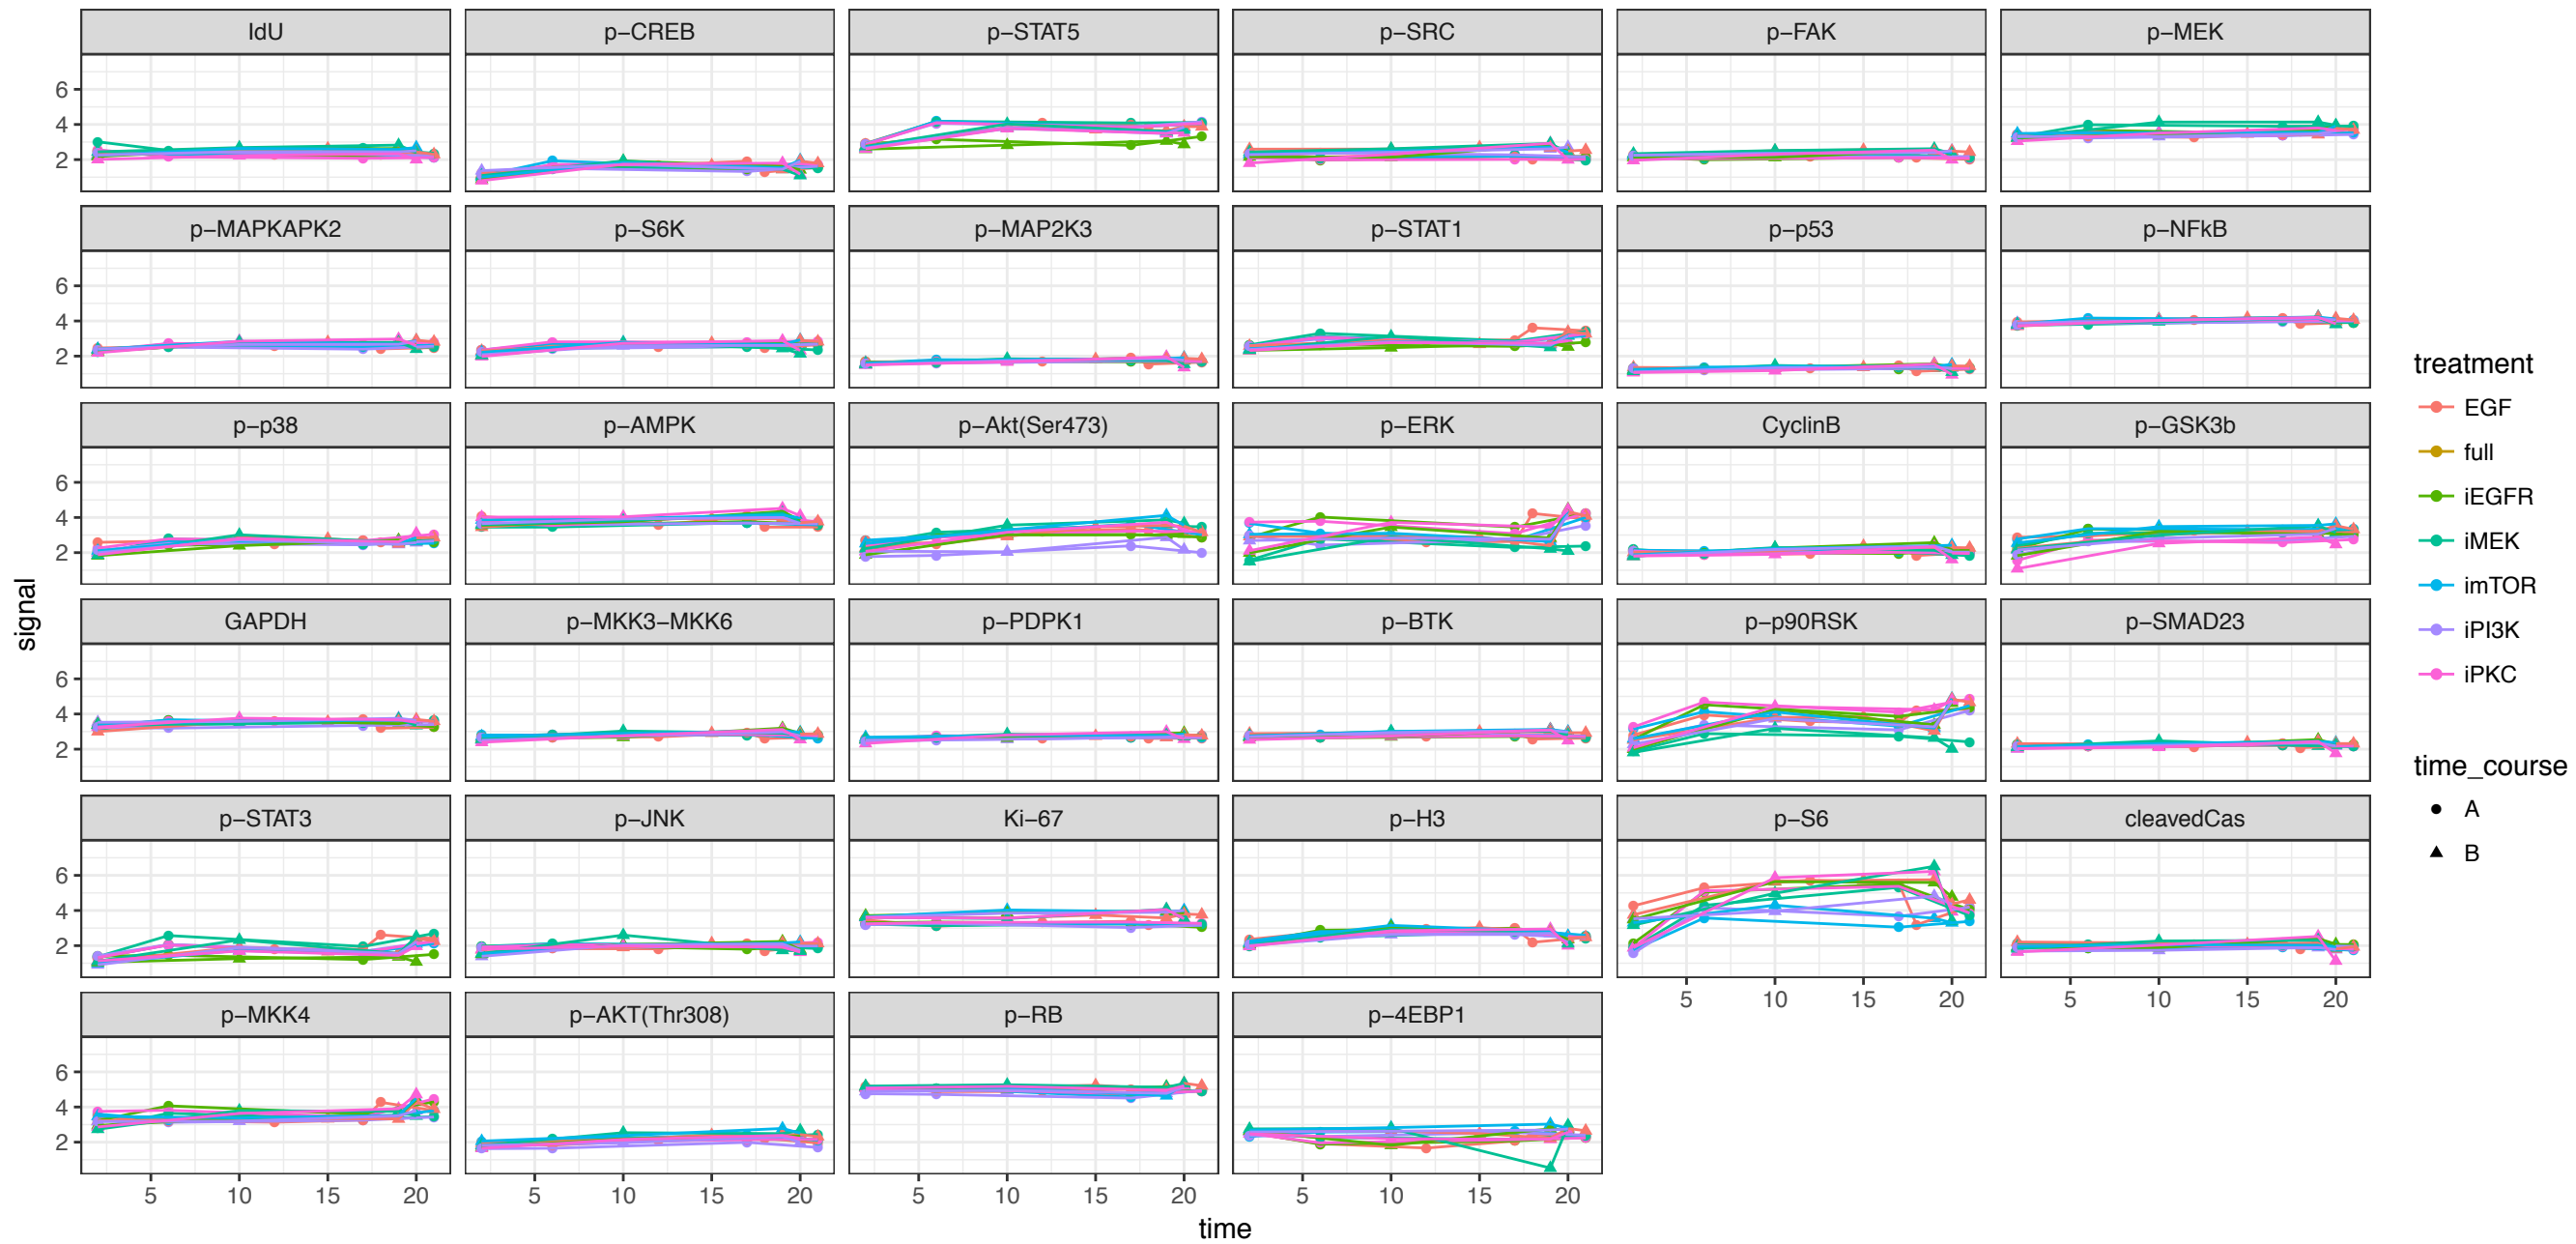 IdU p−CREB p−STAT5 p−SRC p−FAK p−MEK
6
4
2
p−MAPKAPK2 p−S6K p−MAP2K3 p−STAT1 p−p53 p−NFkB
6
4
2
p−p38 p−AMPK p−Akt(Ser473) p−ERK CyclinB p−GSK3b
6
4
2
GAPDH p−MKK3−MKK6 p−PDPK1 p−BTK p−p90RSK p−SMAD23
6
4
2
p−STAT3 p−JNK Ki−67 p−H3 p−S6 cleavedCas
6
4
2
5 10 15 20 5 10 15 20
p−MKK4 p−AKT(Thr308) p−RB p−4EBP1
6
4
2
5 10 15 20 5 10 15 20 5 10 15 20 5 10 15 20
time
signal
treatment
EGF
full
iEGFR
iMEK
imTOR
iPI3K
iPKC
time_course
A
B